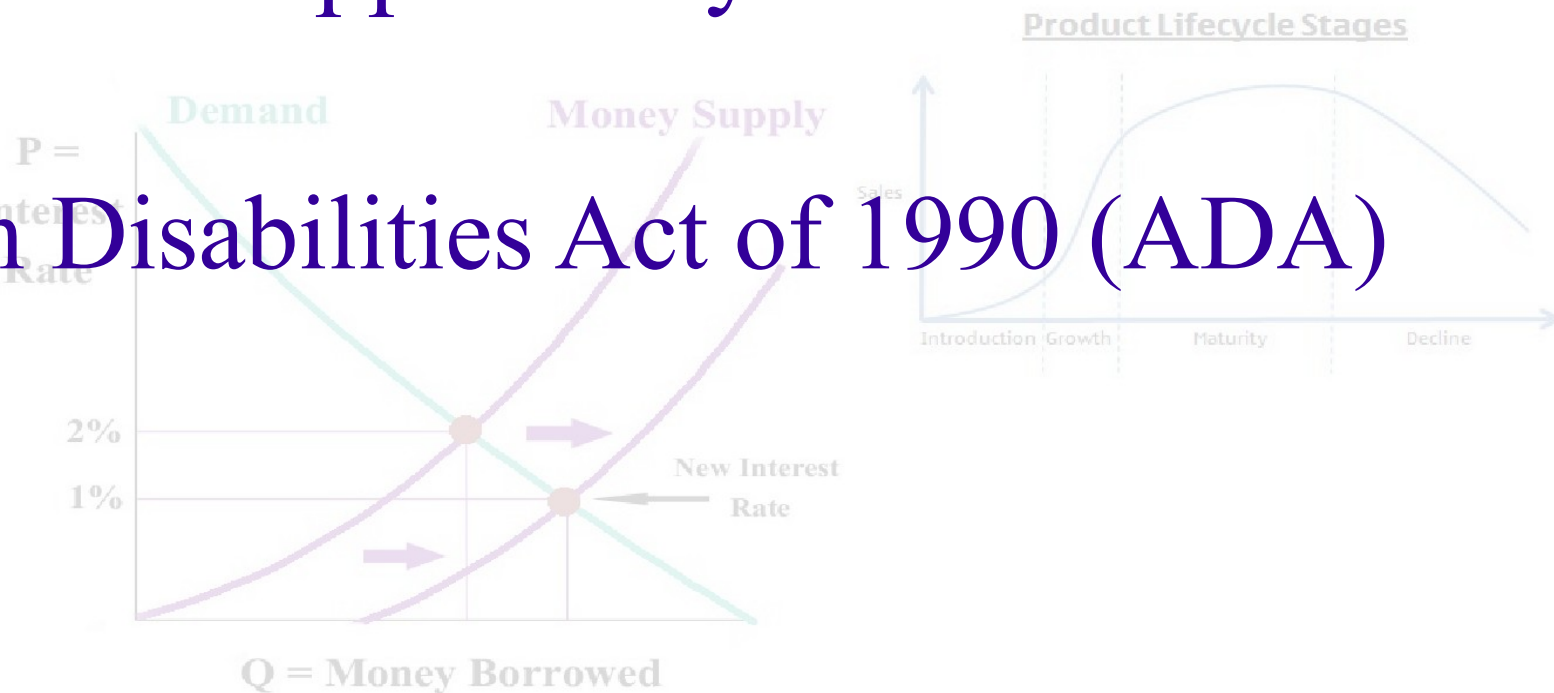 Product Lifecycle Stages
Demand
Money Supply
P =
Rate
Sales
n Disabilities Act of 1990 (ADA)
Introduction
Growth
Maturity
Decline
2%
1%
New Interest
Rate
Q = Money Borrowed